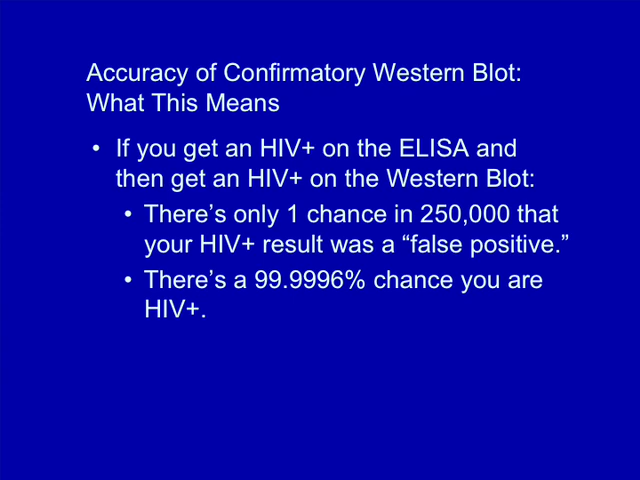 Accuracy of Confirmatory Western Blot:
What This Means
• If you get an HIV+ on the ELISA and
then get an HIV+ on the Western Blot:
• There’s only 1 chance in 250,000 that
your HIV+ result was a “false positive.”
• There’s a 99.9996% chance you are
HIV+.